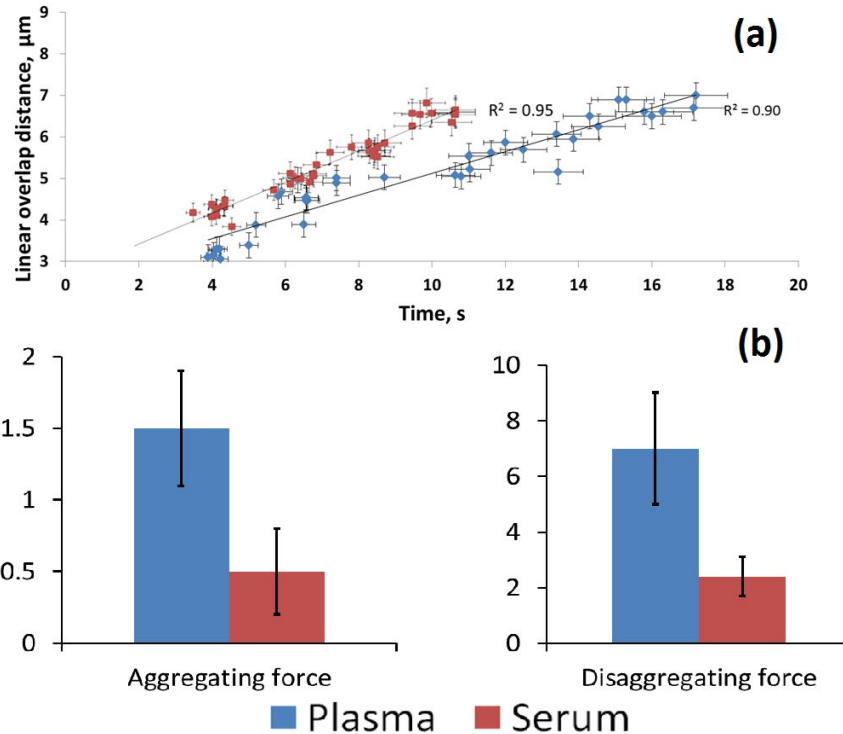 (a)
Linear overlap distance, μm
9
8
7
6
5
4
3
R² = 0.95
R² = 0.90
0 2 4 6 8 10 12 14 16 18 20
Time, s
(b)
2
1.5
1
0.5
0
Aggregating force
10
8
6
4
2
0
Disaggregating force
Plasma Serum